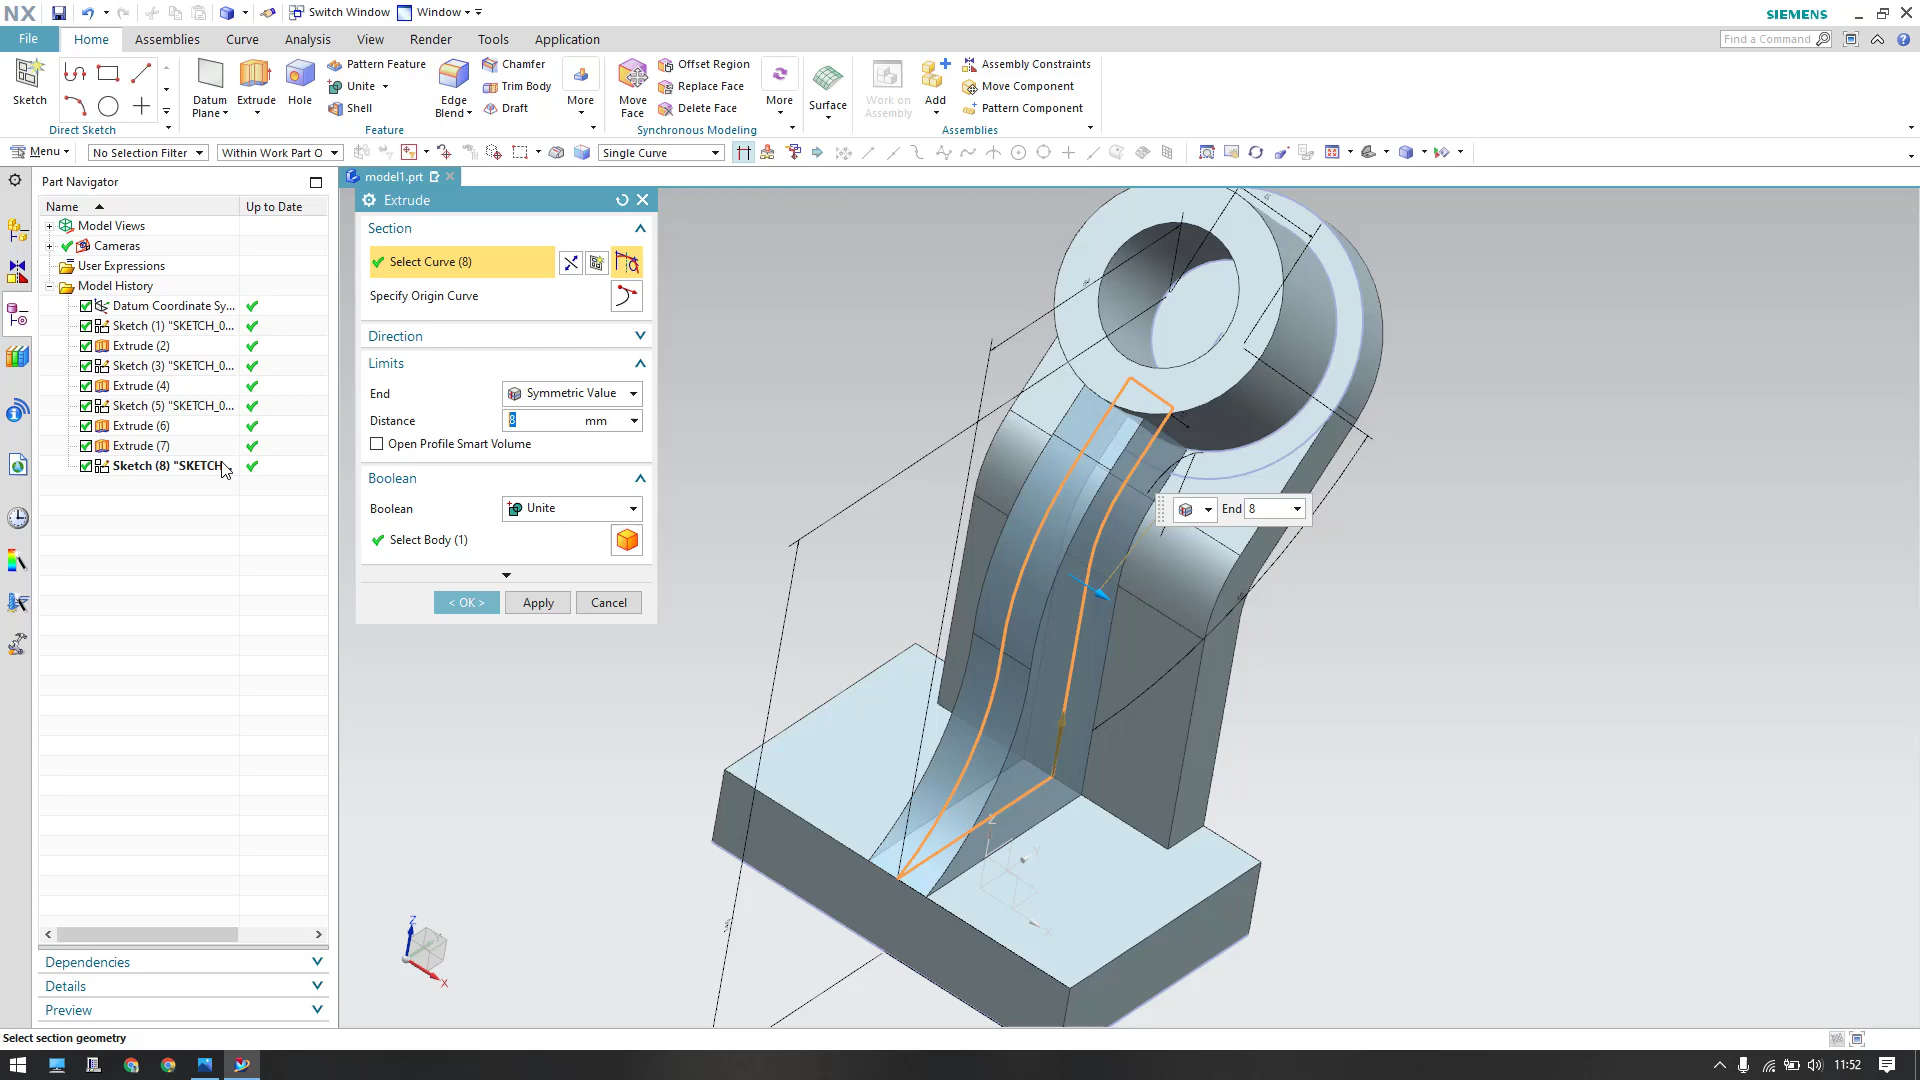 NX
Switch Window
Window
SIEMENS
File
Home
Assemblies
Curve
Analysis
View
Render
Tools
Application
Find a Command
Sketch
Direct Sketch
Datum
Plane
Extrude
Hole
Pattern Feature
Unite
Shell
Edge
Blend
Chamfer
Trim Body
Draft
More
Feature
Move
Face
Offset Region
Replace Face
Delete Face
More
Synchronous Modeling
Surface
Work on
Assembly
Add
Assembly Constraints
Move Component
Pattern Component
Assemblies
Menu
No Selection Filter
Within Work Part O
Single Curve
Part Navigator
Name
Up to Date
Model Views
Cameras
User Expressions
Model History
Datum Coordinate Sy...
Sketch (1) "SKETCH_0...
Extrude (2)
Sketch (3) "SKETCH_0...
Extrude (4)
Sketch (5) "SKETCH_0...
Extrude (6)
Extrude (7)
Sketch (8) "SKETCH
Dependencies
Details
Preview
model1.prt
Extrude
Section
Select Curve (8)
Specify Origin Curve
Direction
Limits
End
Symmetric Value
Distance
8
mm
Open Profile Smart Volume
Boolean
Boolean
Unite
Select Body (1)
< OK >
Apply
Cancel
End
8
Z
Y
X
Z
X
Select section geometry
11:52